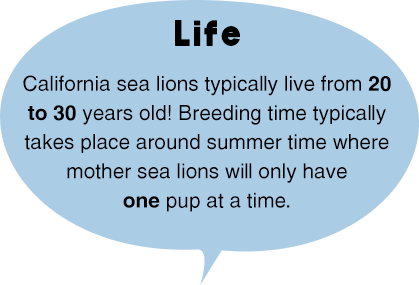 Life
California sea lions typically live from 20
to 30 years old! Breeding time typically
takes place around summer time where
mother sea lions will only have
one pup at a time.